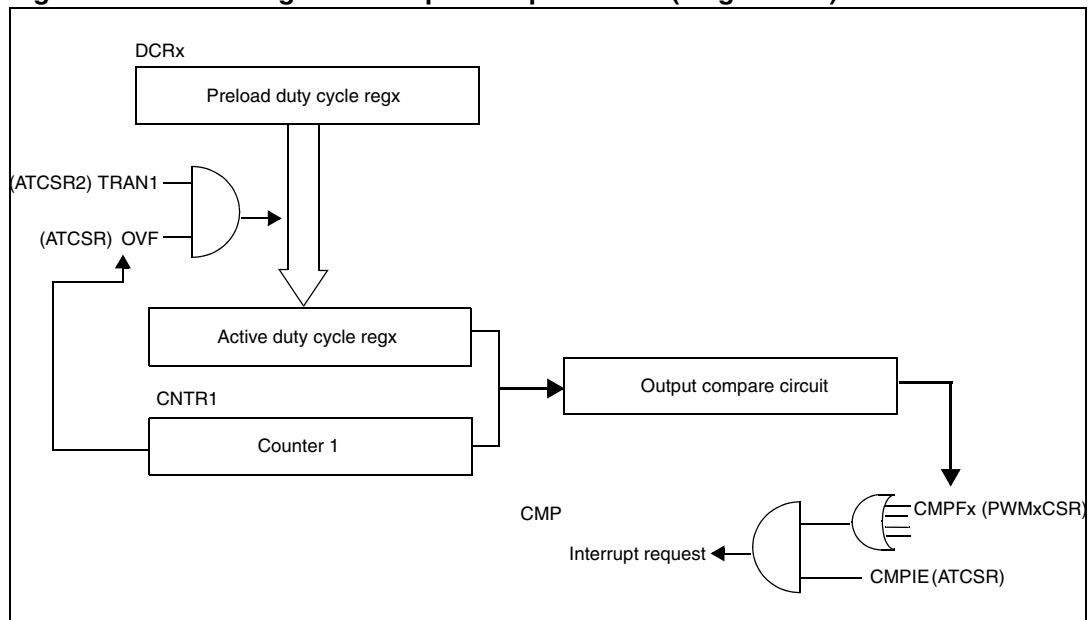 DCRx
Preload duty cycle regx
(ATCSR2) TRAN1
(ATCSR) OVF
Active duty cycle regx
CNTR1
Output compare circuit
Counter 1
CMP
CMPFx (PWMxCSR)
Interrupt request
CMPIE(ATCSR)